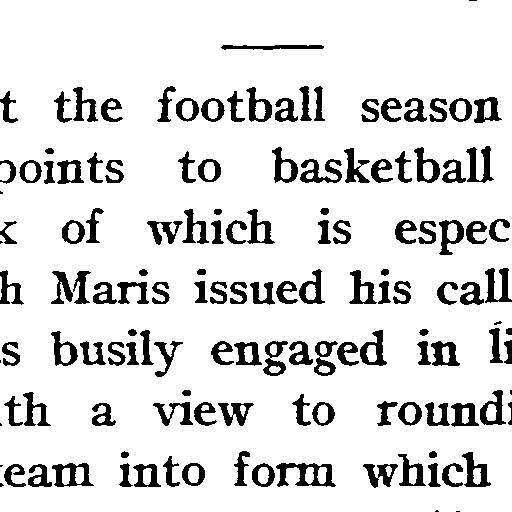 t the football season
points to basketball
k of which is espec
h Maris issued his call
s busily engaged in li
ith a view to roundi
team into form which